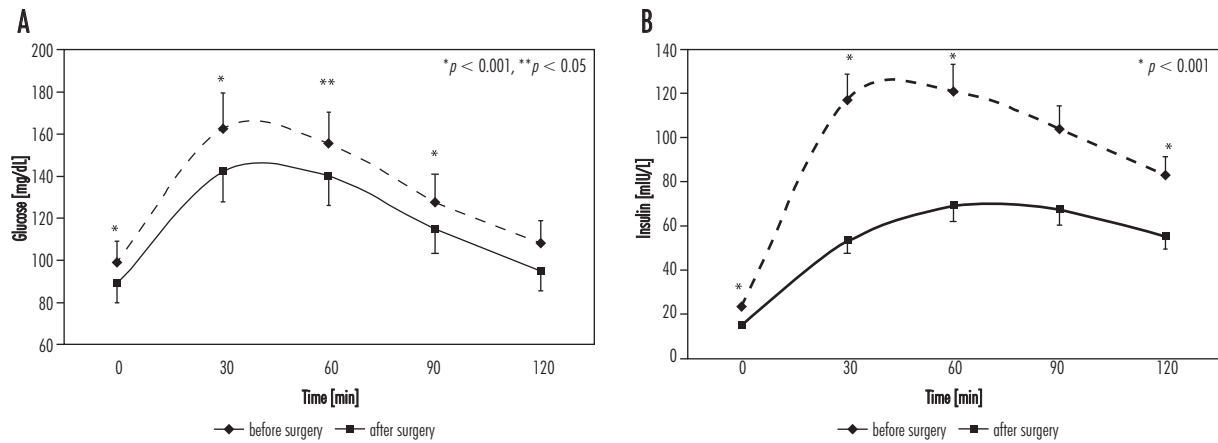 A
200
180
160
140
120
100
80
60
Glucose [mg/dL]
*p < 0.001, **p < 0.05
*
*
**
*
0 30 60 90 120
Time [min]
before surgery after surgery
B
140
120
100
80
60
40
20
0
Insulin [mIU/L]
* p < 0.001
*
*
*
*
0 30 60 90 120
Time [min]
before surgery after surgery